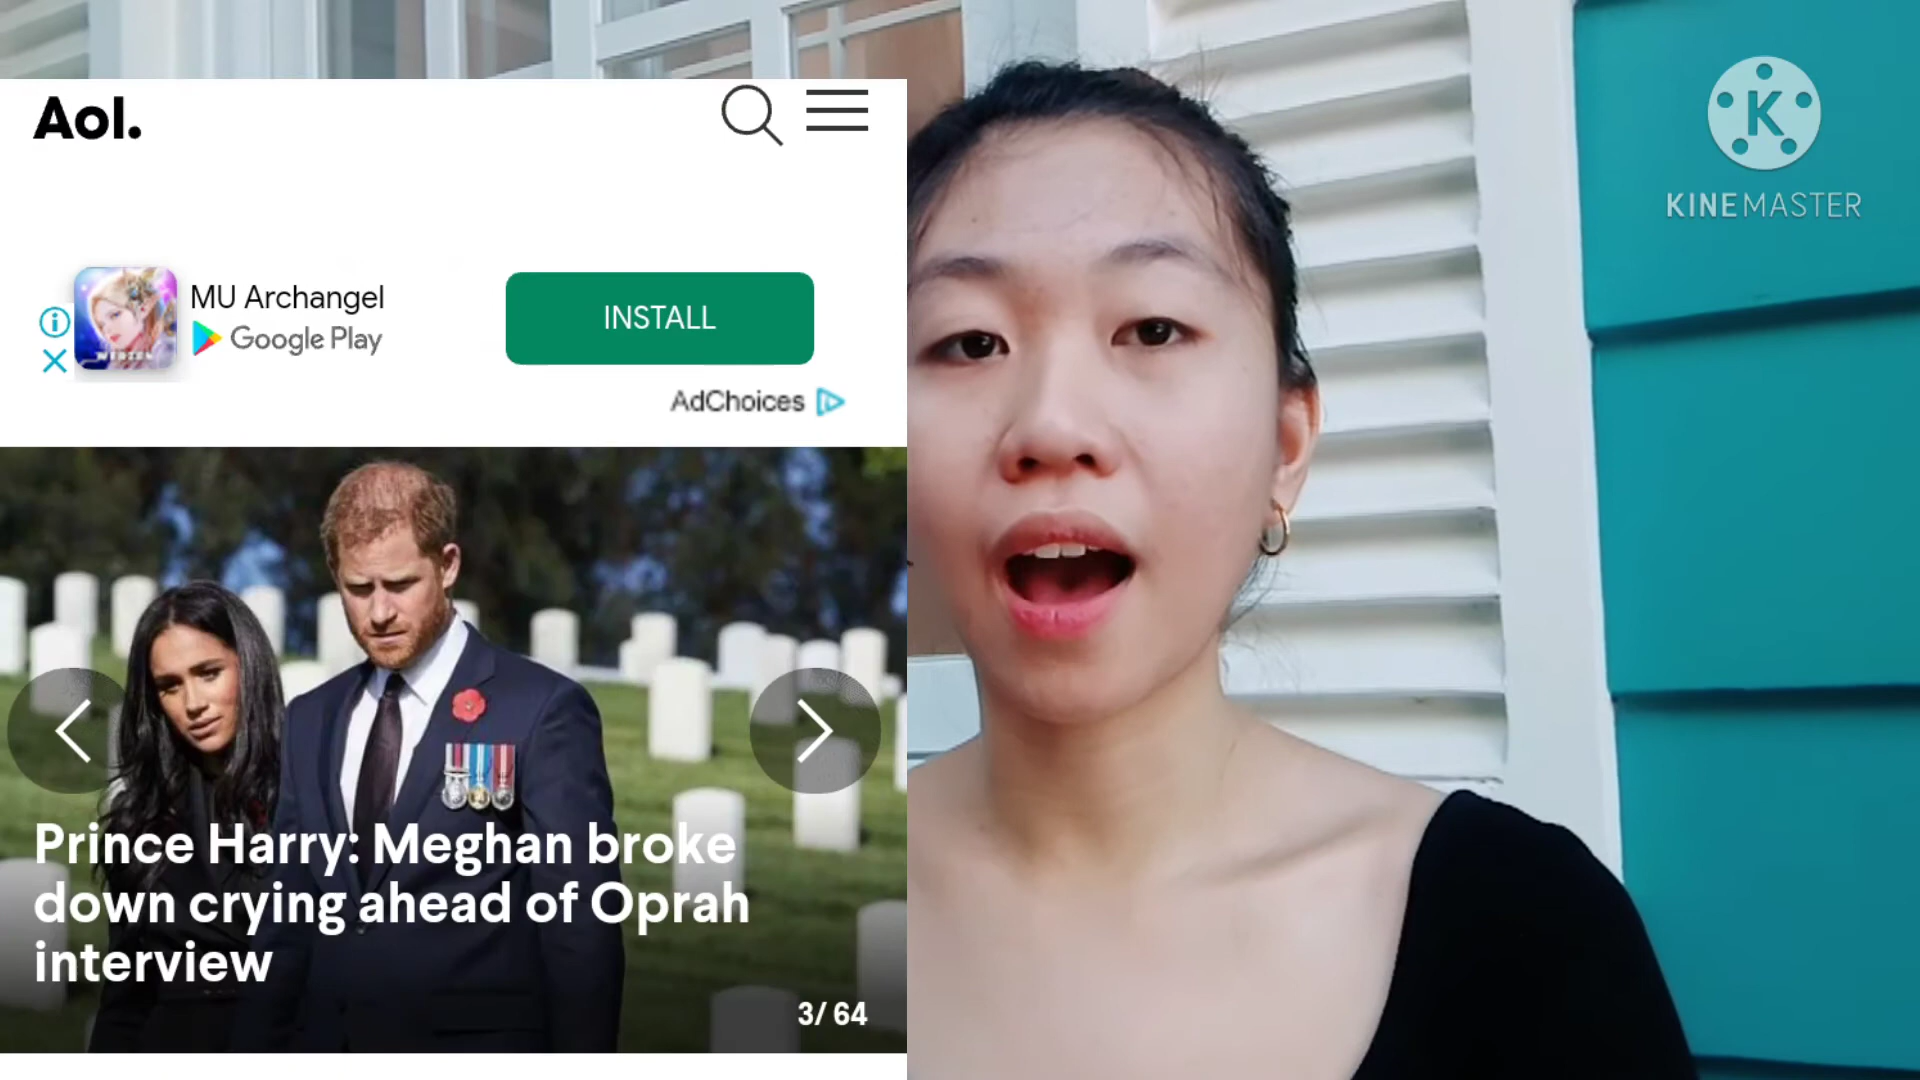 Aol.
MU Archangel
Google Play
INSTALL
AdChoices
Prince Harry: Meghan broke
down crying ahead of Oprah
interview
3/ 64
K
KINEMASTER